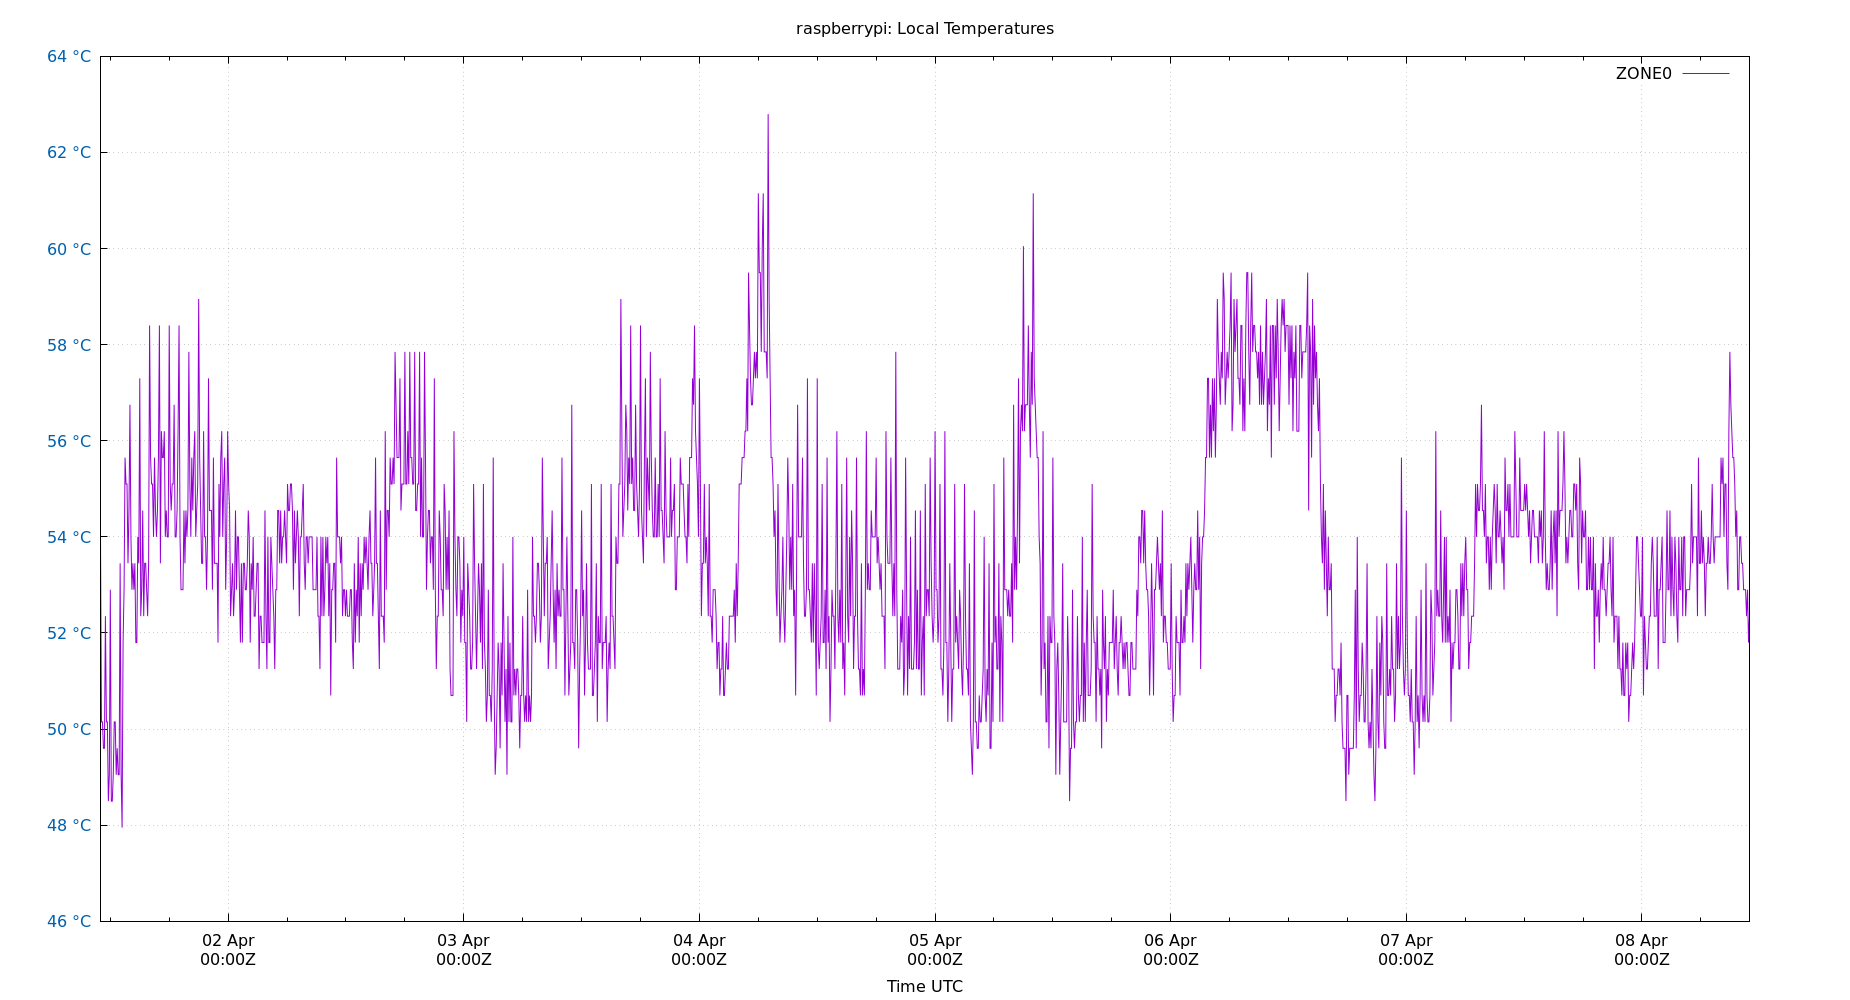 raspberrypi: Local Temperatures
ZONE0
64 °C
62 °C
60 °C
58 °C
56 °C
54 °C
52 °C
50 °C
48 °C
46 °C
02 Apr 03 Apr 04 Apr 05 Apr 06 Apr 07 Apr 08 Apr
00:00Z 00:00Z 00:00Z 00:00Z 00:00Z 00:00Z 00:00Z
Time UTC